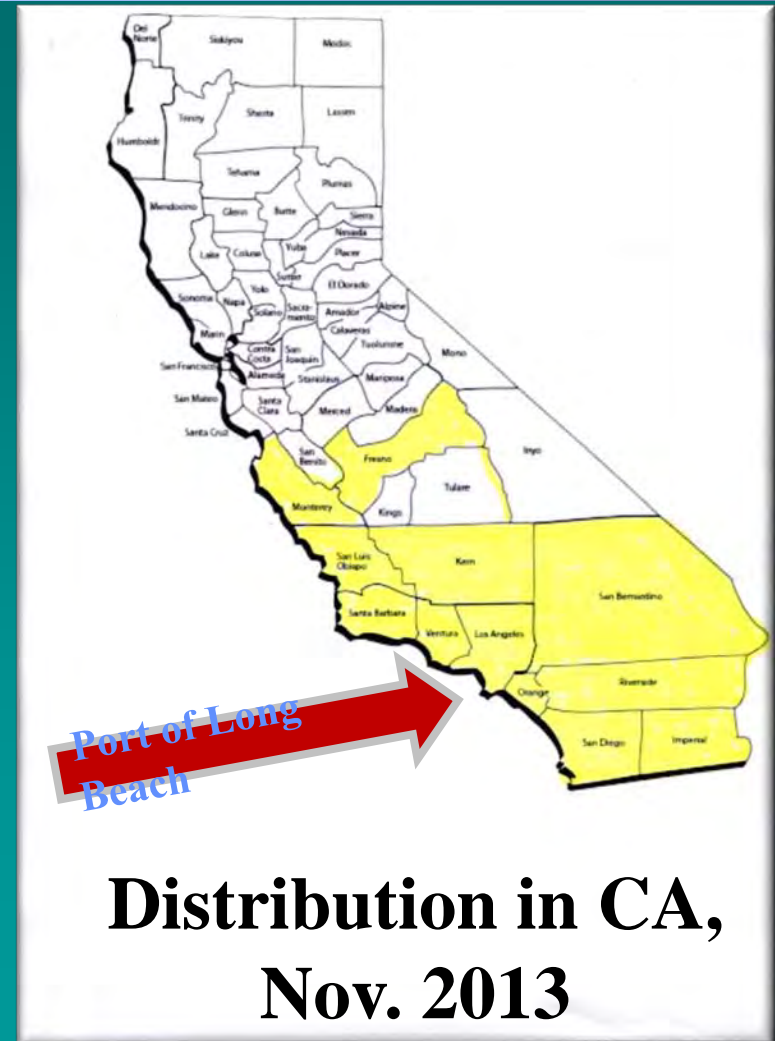 Del
Norte
Siskiyou
Modoc
Trinity
Shasta
Lassen
Humboldt
Tehama
Plumas
Mendocino
Glenn
Butte
Sierra
Nevada
Lake
Colusa
Yuba
Placer
Sutter
El Dorado
Sonoma
Napa
Yolo
Solano
Sacra-
mento
Amador
Alpine
Calaveras
Marin
Contra
Costa
San
Joaquin
Tuolumne
Mono
San Francisco
Alameda
Stanislaus
Mariposa
San Mateo
Santa
Clara
Merced
Madera
Santa Cruz
San
Benito
Fresno
Inyo
Monterey
Kings
Tulare
San Luis
Obispo
Kern
San Bernardino
Santa Barbara
Ventura
Los Angeles
Orange
Riverside
San Diego
Imperial
Port of Long
Beach
Distribution in CA,
Nov. 2013